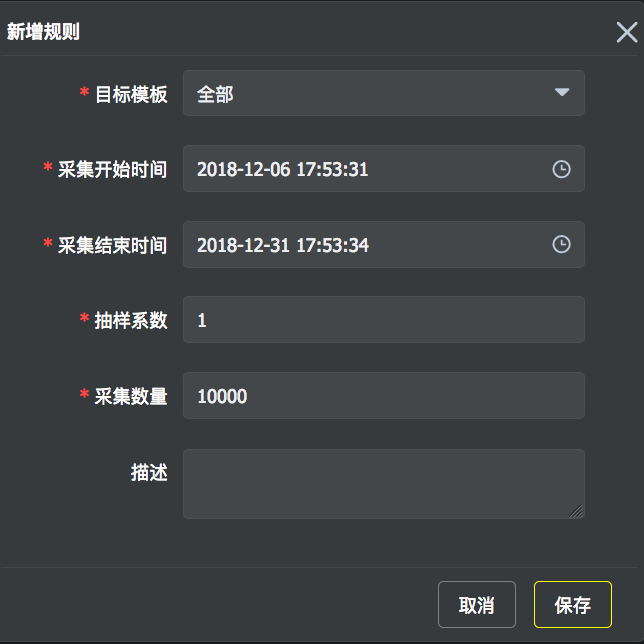 新增规则
* 目标模板 全部
* 采集开始时间 2018-12-06 17:53:31
* 采集结束时间 2018-12-31 17:53:34
* 抽样系数 1
* 采集数量 10000
描述
取消 保存